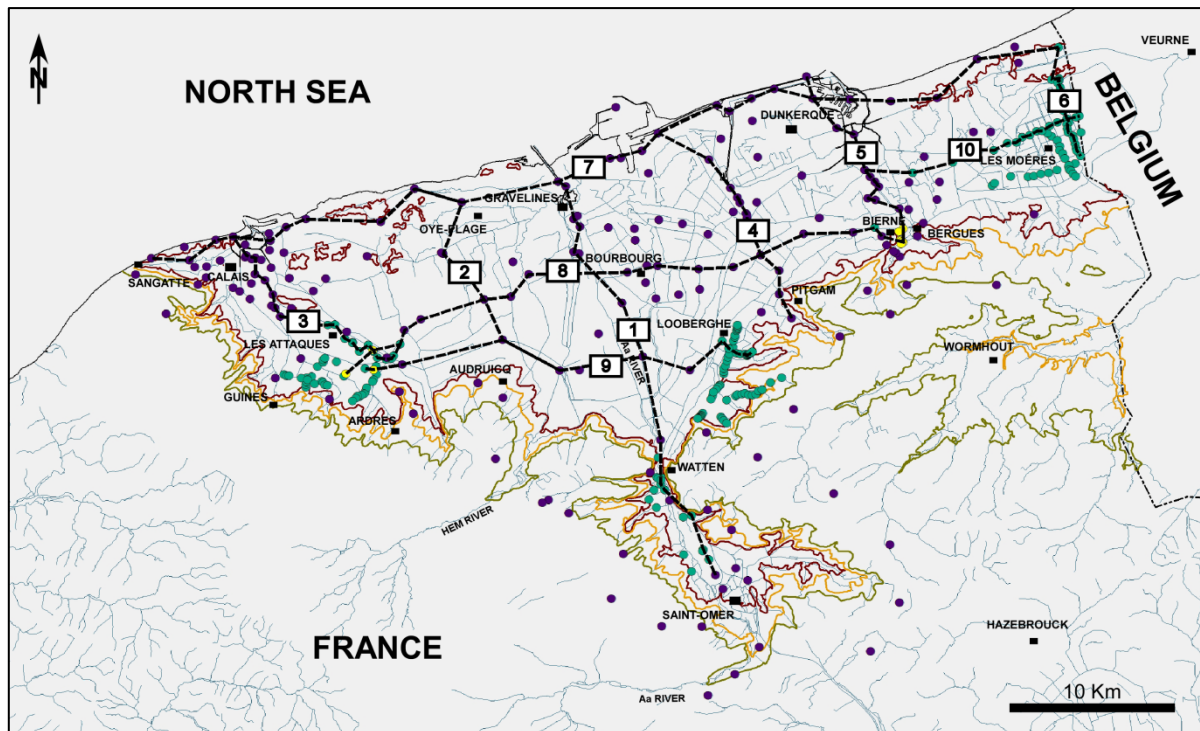 VEURNE
N
NORTH SEA
BELGIUM
6
DUNKERQUE
5
10
LES MOËRES
7
GRAVELINES
OYE-PLAGE
4
BIERNE
BERGUES
SANGATTE
CALAIS
2
8
BOURBOURG
PITGAM
3
LES ATTAQUES
1
Aa RIVER
LOOBERGHE
WORMHOUT
AUDRUICQ
9
GUINES
ARDRES
WATTEN
HEM RIVER
SAINT-OMER
HAZEBROUCK
FRANCE
Aa RIVER
10 Km